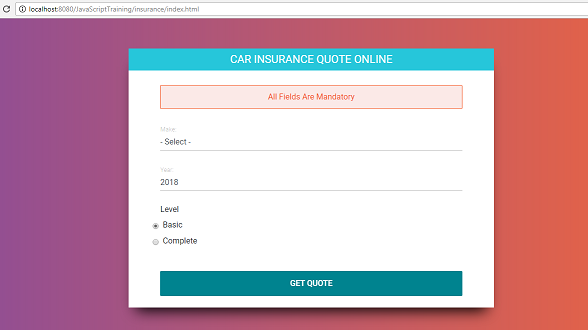 localhost:8080/JavaScriptTraining/insurance/index.html
CAR INSURANCE QUOTE ONLINE
All Fields Are Mandatory
Make
- Select -
Year
2018
Level
Basic
Complete
GET QUOTE